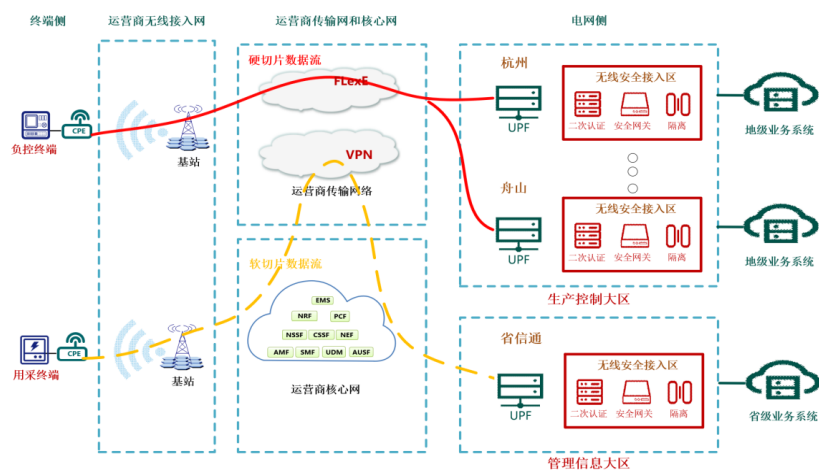 终端侧
运营商无线接入网
运营商传输网和核心网
电网侧
硬切片数据流
FLexE
杭州
无线安全接入区
二次认证 安全网关 隔离
UPF
地级业务系统
CPE
负控终端
基站
VPN
运营商传输网络
舟山
无线安全接入区
二次认证 安全网关 隔离
UPF
地级业务系统
生产控制大区
软切片数据流
EMS
NRF PCF
NSSF CSSF NEF
AMF SMF UDM AUSF
运营商核心网
CPE
用采终端
基站
省信通
无线安全接入区
二次认证 安全网关 隔离
UPF
省级业务系统
管理信息大区